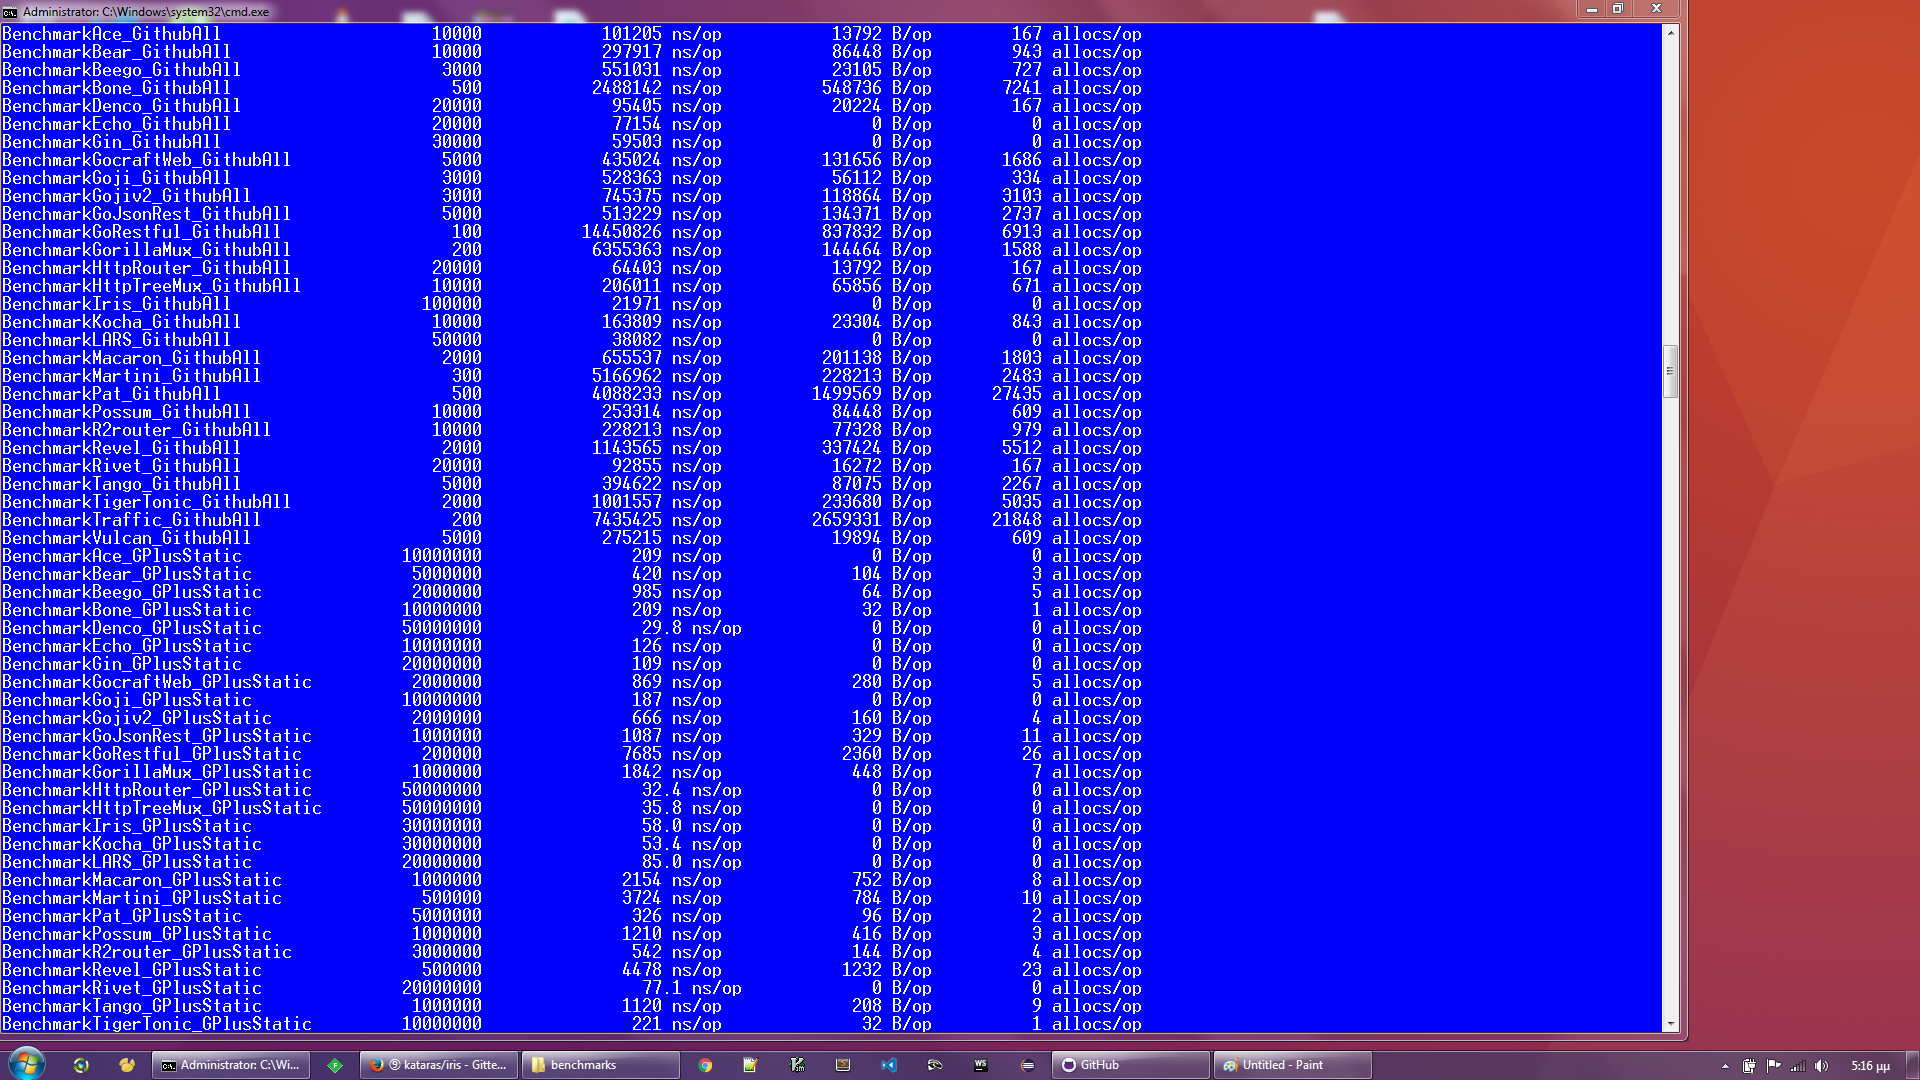 Administrator: C:\Windows\system32\cmd.exe
BenchmarkAce_GithubAll 10000 101205 ns/op 13792 B/op 167 allocs/op
BenchmarkBear_GithubAll 10000 297917 ns/op 86448 B/op 943 allocs/op
BenchmarkBeego_GithubAll 3000 551031 ns/op 23105 B/op 727 allocs/op
BenchmarkBone_GithubAll 500 2488142 ns/op 548736 B/op 7241 allocs/op
BenchmarkDenco_GithubAll 20000 95405 ns/op 20224 B/op 167 allocs/op
BenchmarkEcho_GithubAll 20000 77154 ns/op 0 B/op 0 allocs/op
BenchmarkGin_GithubAll 30000 59503 ns/op 0 B/op 0 allocs/op
BenchmarkGocraftWeb_GithubAll 5000 435024 ns/op 131656 B/op 1686 allocs/op
BenchmarkGoji_GithubAll 3000 528363 ns/op 56112 B/op 334 allocs/op
BenchmarkGojiv2_GithubAll 3000 745375 ns/op 118864 B/op 3103 allocs/op
BenchmarkGoJsonRest_GithubAll 5000 513229 ns/op 134371 B/op 2737 allocs/op
BenchmarkGoRestful_GithubAll 100 14450826 ns/op 837832 B/op 6913 allocs/op
BenchmarkGorillaMux_GithubAll 200 6355363 ns/op 144464 B/op 1588 allocs/op
BenchmarkHttpRouter_GithubAll 20000 64403 ns/op 13792 B/op 167 allocs/op
BenchmarkHttpTreeMux_GithubAll 10000 206011 ns/op 65856 B/op 671 allocs/op
BenchmarkIris_GithubAll 100000 21971 ns/op 0 B/op 0 allocs/op
BenchmarkKocha_GithubAll 10000 163809 ns/op 23304 B/op 843 allocs/op
BenchmarkLARS_GithubAll 50000 38082 ns/op 0 B/op 0 allocs/op
BenchmarkMacaron_GithubAll 2000 655537 ns/op 201138 B/op 1803 allocs/op
BenchmarkMartini_GithubAll 300 5166962 ns/op 228213 B/op 2483 allocs/op
BenchmarkPat_GithubAll 500 4088233 ns/op 1499569 B/op 27435 allocs/op
BenchmarkPossum_GithubAll 10000 253314 ns/op 84448 B/op 609 allocs/op
BenchmarkR2router_GithubAll 10000 228213 ns/op 77328 B/op 979 allocs/op
BenchmarkRevel_GithubAll 2000 1143565 ns/op 337424 B/op 5512 allocs/op
BenchmarkRivet_GithubAll 20000 92855 ns/op 16272 B/op 167 allocs/op
BenchmarkTango_GithubAll 5000 394622 ns/op 87075 B/op 2267 allocs/op
BenchmarkTigerTonic_GithubAll 2000 1001557 ns/op 233680 B/op 5035 allocs/op
BenchmarkTraffic_GithubAll 200 7435425 ns/op 2659331 B/op 21848 allocs/op
BenchmarkVulcan_GithubAll 5000 275215 ns/op 19894 B/op 609 allocs/op
BenchmarkAce_GPlusStatic 10000000 209 ns/op 0 B/op 0 allocs/op
BenchmarkBear_GPlusStatic 5000000 420 ns/op 104 B/op 3 allocs/op
BenchmarkBeego_GPlusStatic 2000000 985 ns/op 64 B/op 5 allocs/op
BenchmarkBone_GPlusStatic 10000000 209 ns/op 32 B/op 1 allocs/op
BenchmarkDenco_GPlusStatic 50000000 29.8 ns/op 0 B/op 0 allocs/op
BenchmarkEcho_GPlusStatic 10000000 126 ns/op 0 B/op 0 allocs/op
BenchmarkGin_GPlusStatic 20000000 109 ns/op 0 B/op 0 allocs/op
BenchmarkGocraftWeb_GPlusStatic 2000000 869 ns/op 280 B/op 5 allocs/op
BenchmarkGoji_GPlusStatic 10000000 187 ns/op 0 B/op 0 allocs/op
BenchmarkGojiv2_GPlusStatic 2000000 666 ns/op 160 B/op 4 allocs/op
BenchmarkGoJsonRest_GPlusStatic 1000000 1087 ns/op 329 B/op 11 allocs/op
BenchmarkGoRestful_GPlusStatic 200000 7685 ns/op 2360 B/op 26 allocs/op
BenchmarkGorillaMux_GPlusStatic 1000000 1842 ns/op 448 B/op 7 allocs/op
BenchmarkHttpRouter_GPlusStatic 50000000 32.4 ns/op 0 B/op 0 allocs/op
BenchmarkHttpTreeMux_GPlusStatic 50000000 35.8 ns/op 0 B/op 0 allocs/op
BenchmarkIris_GPlusStatic 30000000 58.0 ns/op 0 B/op 0 allocs/op
BenchmarkKocha_GPlusStatic 30000000 53.4 ns/op 0 B/op 0 allocs/op
BenchmarkLARS_GPlusStatic 20000000 85.0 ns/op 0 B/op 0 allocs/op
BenchmarkMacaron_GPlusStatic 1000000 2154 ns/op 752 B/op 8 allocs/op
BenchmarkMartini_GPlusStatic 500000 3724 ns/op 784 B/op 10 allocs/op
BenchmarkPat_GPlusStatic 5000000 326 ns/op 96 B/op 2 allocs/op
BenchmarkPossum_GPlusStatic 1000000 1210 ns/op 416 B/op 3 allocs/op
BenchmarkR2router_GPlusStatic 3000000 542 ns/op 144 B/op 4 allocs/op
BenchmarkRevel_GPlusStatic 500000 4478 ns/op 1232 B/op 23 allocs/op
BenchmarkRivet_GPlusStatic 20000000 77.1 ns/op 0 B/op 0 allocs/op
BenchmarkTango_GPlusStatic 1000000 1120 ns/op 208 B/op 9 allocs/op
BenchmarkTigerTonic_GPlusStatic 10000000 221 ns/op 32 B/op 1 allocs/op
Administrator: C:\Wi... ⑨ kataras/iris - Gitte... benchmarks WS GitHub Untitled - Paint 5:16 μμ